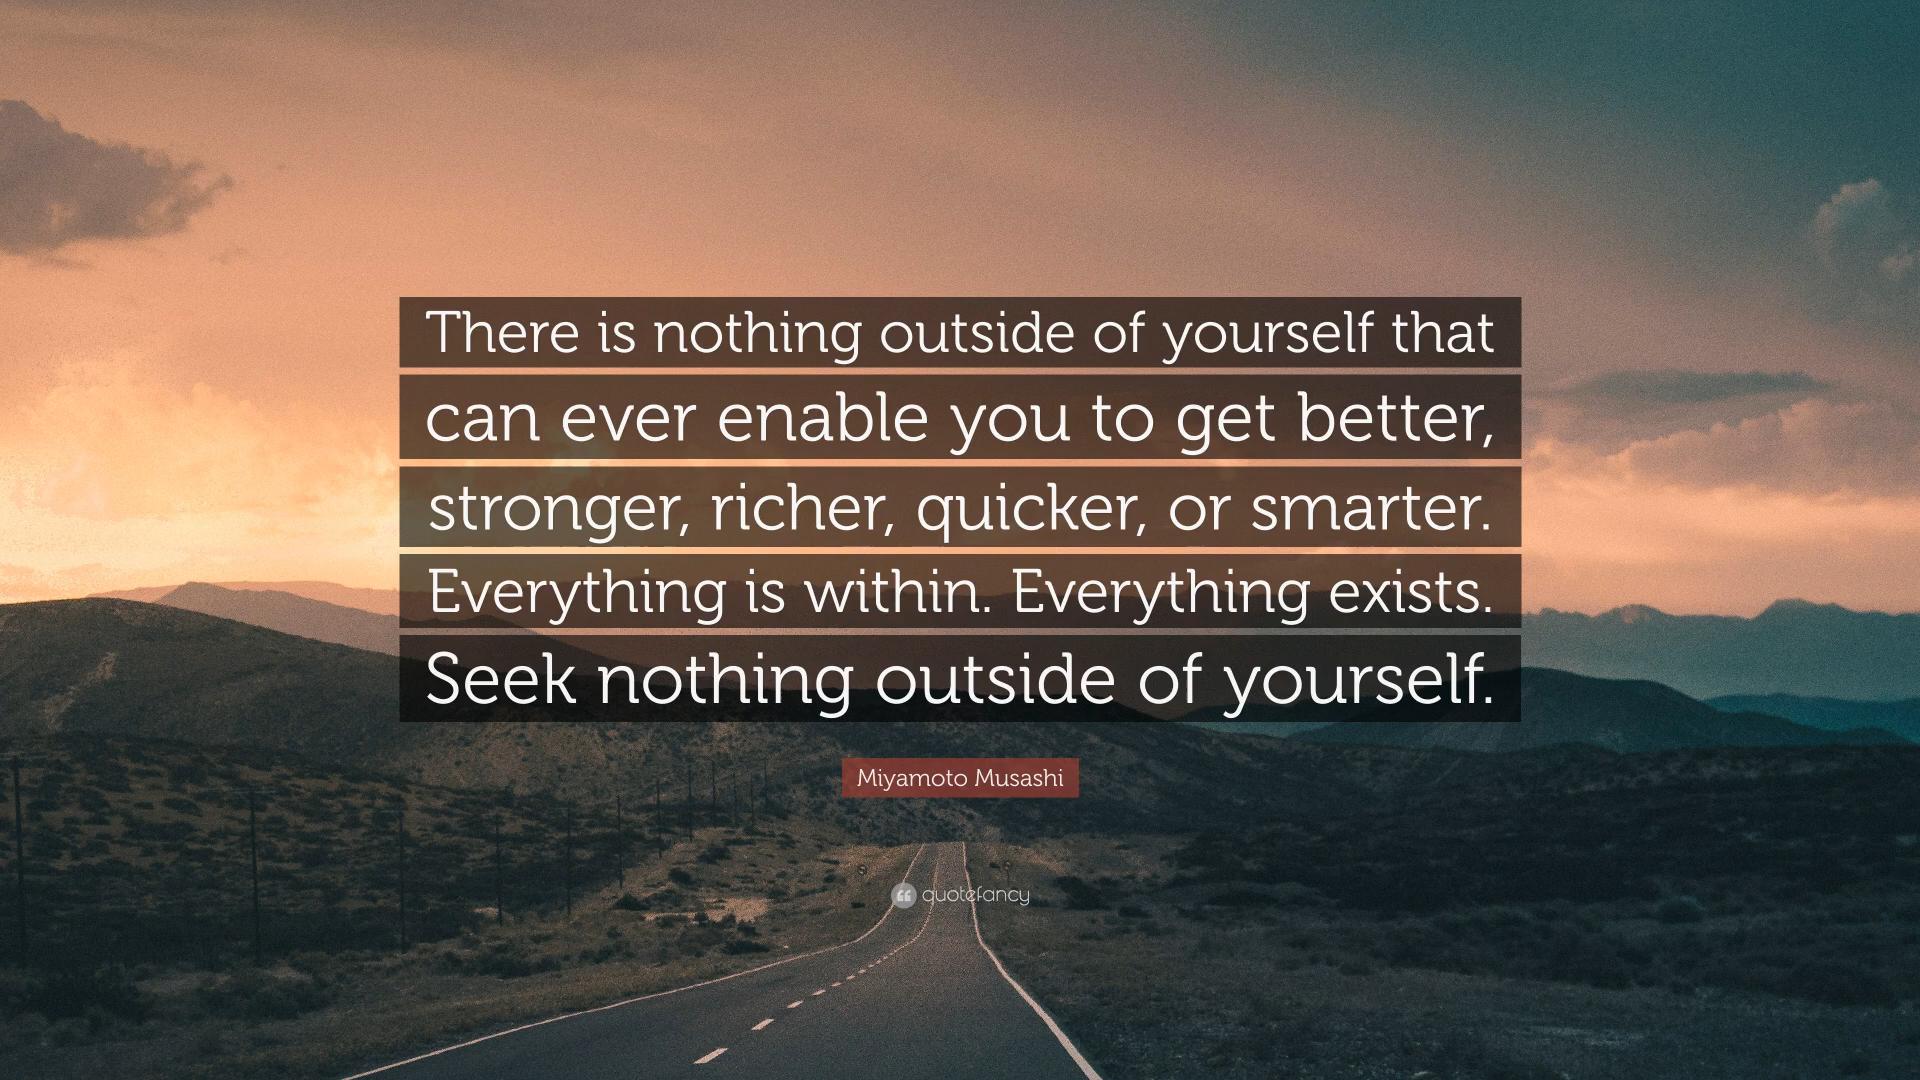 There is nothing outside of yourself that
can ever enable you to get better,
stronger, richer, quicker, or smarter.
Everything is within. Everything exists.
Seek nothing outside of yourself.
Miyamoto Musashi
quotefancy